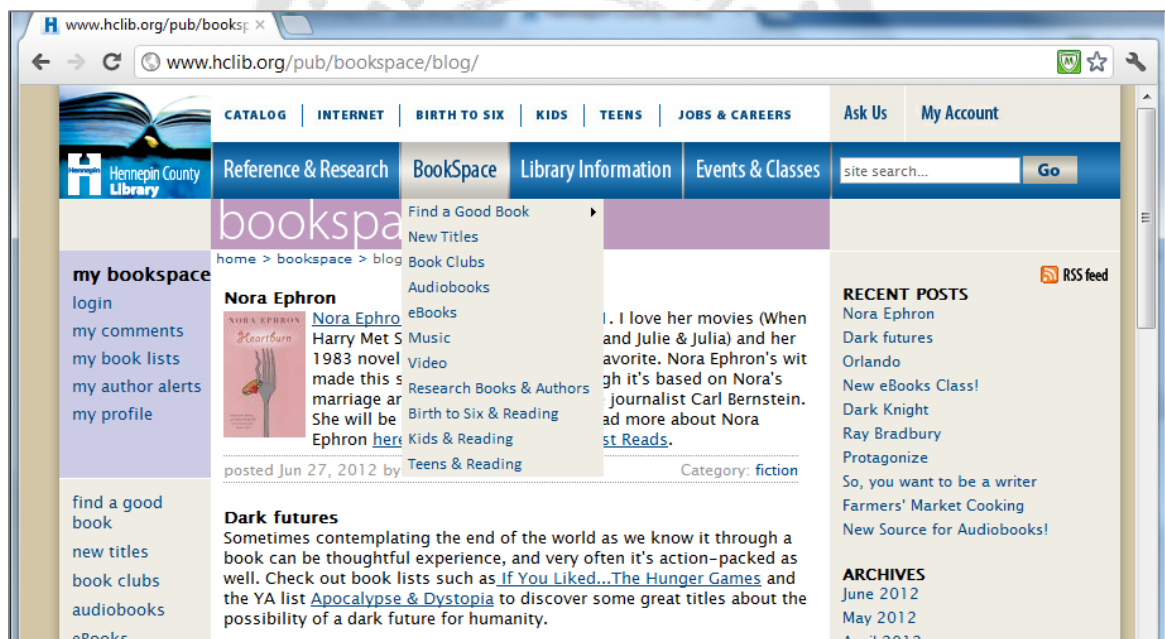 www.hclib.org/pub/booksp
www.hclib.org/pub/bookspace/blog/
CATALOG INTERNET BIRTH TO SIX KIDS TEENS JOBS & CAREERS
Ask Us My Account
Hennepin
Hennepin County
Library
Reference & Research BookSpace Library Information Events & Classes
site search... Go
bookspa
Find a Good Book
New Titles
Book Clubs
Audiobooks
eBooks
Music
Video
Research Books & Authors
Birth to Six & Reading
Kids & Reading
Teens & Reading
my bookspace
login
my comments
my book lists
my author alerts
my profile
find a good
book
new titles
book clubs
audiobooks
eBooks
home > bookspace > blog
Nora Ephron
NORA EPHRON
Heartburn
Nora Ephro . I love her movies (When
Harry Met S and Julie & Julia) and her
1983 novel avorite. Nora Ephron's wit
made this s gh it's based on Nora's
marriage an journalist Carl Bernstein.
She will be ad more about Nora
Ephron here st Reads.
posted Jun 27, 2012 by Category: fiction
Dark futures
Sometimes contemplating the end of the world as we know it through a
book can be thoughtful experience, and very often it's action-packed as
well. Check out book lists such as If You Liked...The Hunger Games and
the YA list Apocalypse & Dystopia to discover some great titles about the
possibility of a dark future for humanity.
RSS feed
RECENT POSTS
Nora Ephron
Dark futures
Orlando
New eBooks Class!
Dark Knight
Ray Bradbury
Protagonize
So, you want to be a writer
Farmers' Market Cooking
New Source for Audiobooks!
ARCHIVES
June 2012
May 2012
April 2012